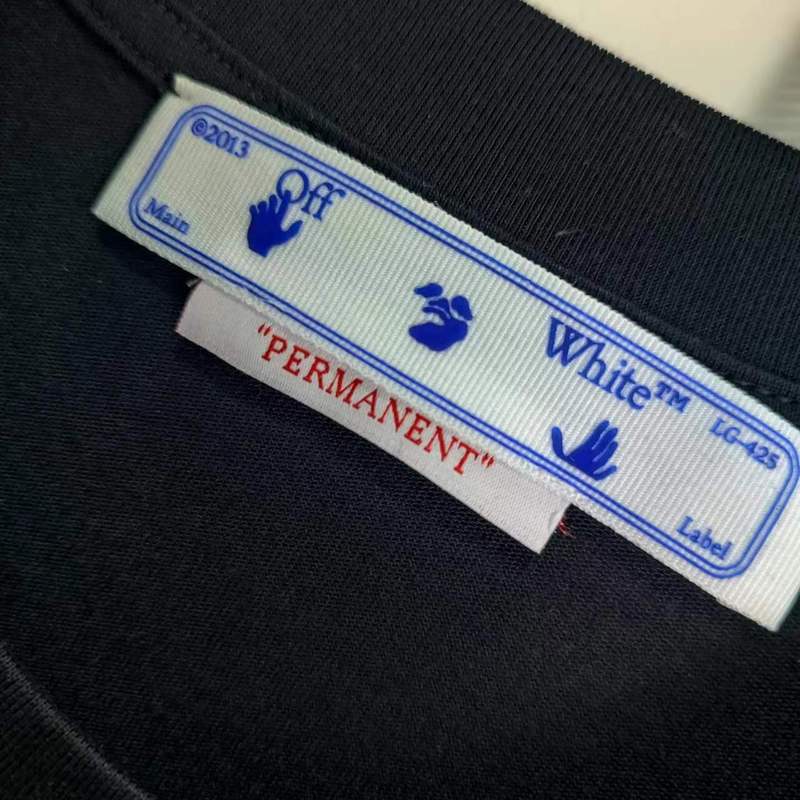 ©2013
Off
Main
White™
LG-425
Label
"PERMANENT"